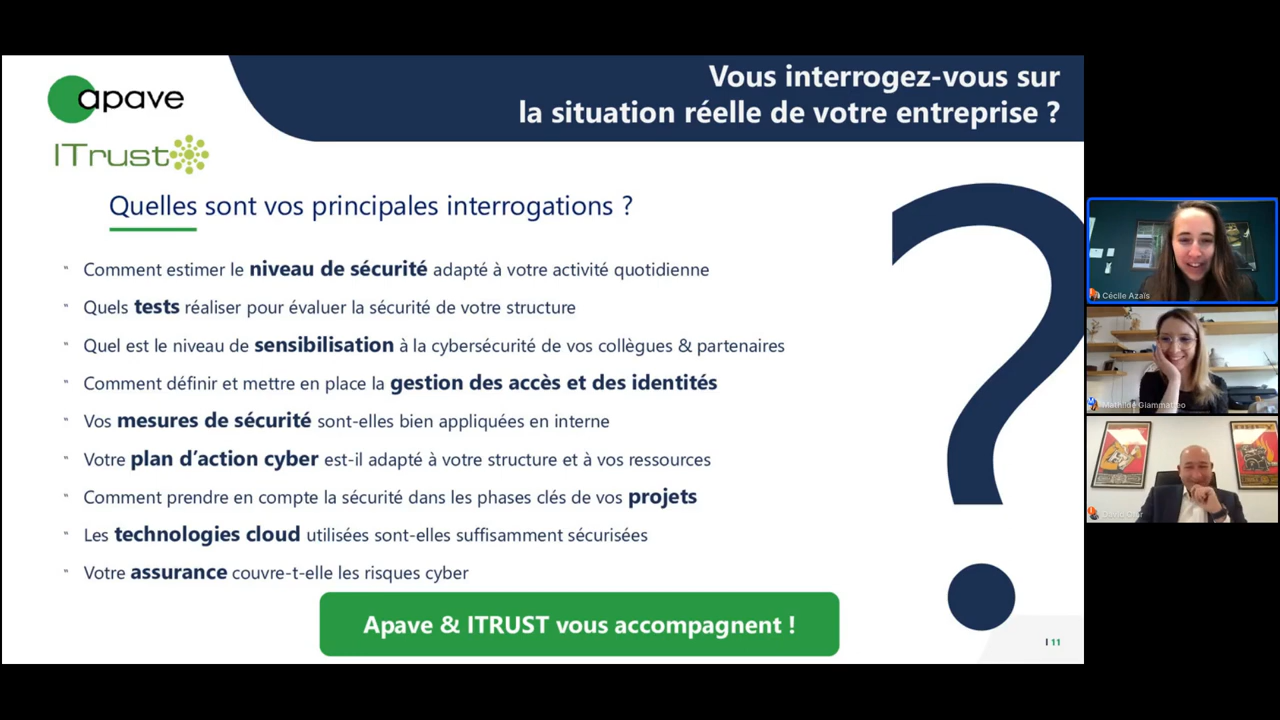 apave
ITrust
Vous interrogez-vous sur
la situation réelle de votre entreprise ?
Quelles sont vos principales interrogations ?
Comment estimer le niveau de sécurité adapté à votre activité quotidienne
Quels tests réaliser pour évaluer la sécurité de votre structure
Quel est le niveau de sensibilisation à la cybersécurité de vos collègues & partenaires
Comment définir et mettre en place la gestion des accès et des identités
Vos mesures de sécurité sont-elles bien appliquées en interne
Votre plan d’action cyber est-il adapté à votre structure et à vos ressources
Comment prendre en compte la sécurité dans les phases clés de vos projets
Les technologies cloud utilisées sont-elles suffisamment sécurisées
Votre assurance couvre-t-elle les risques cyber
Apave & ITRUST vous accompagnent !
I 11
Cécile Azaïs
Mathilde Giammatteo